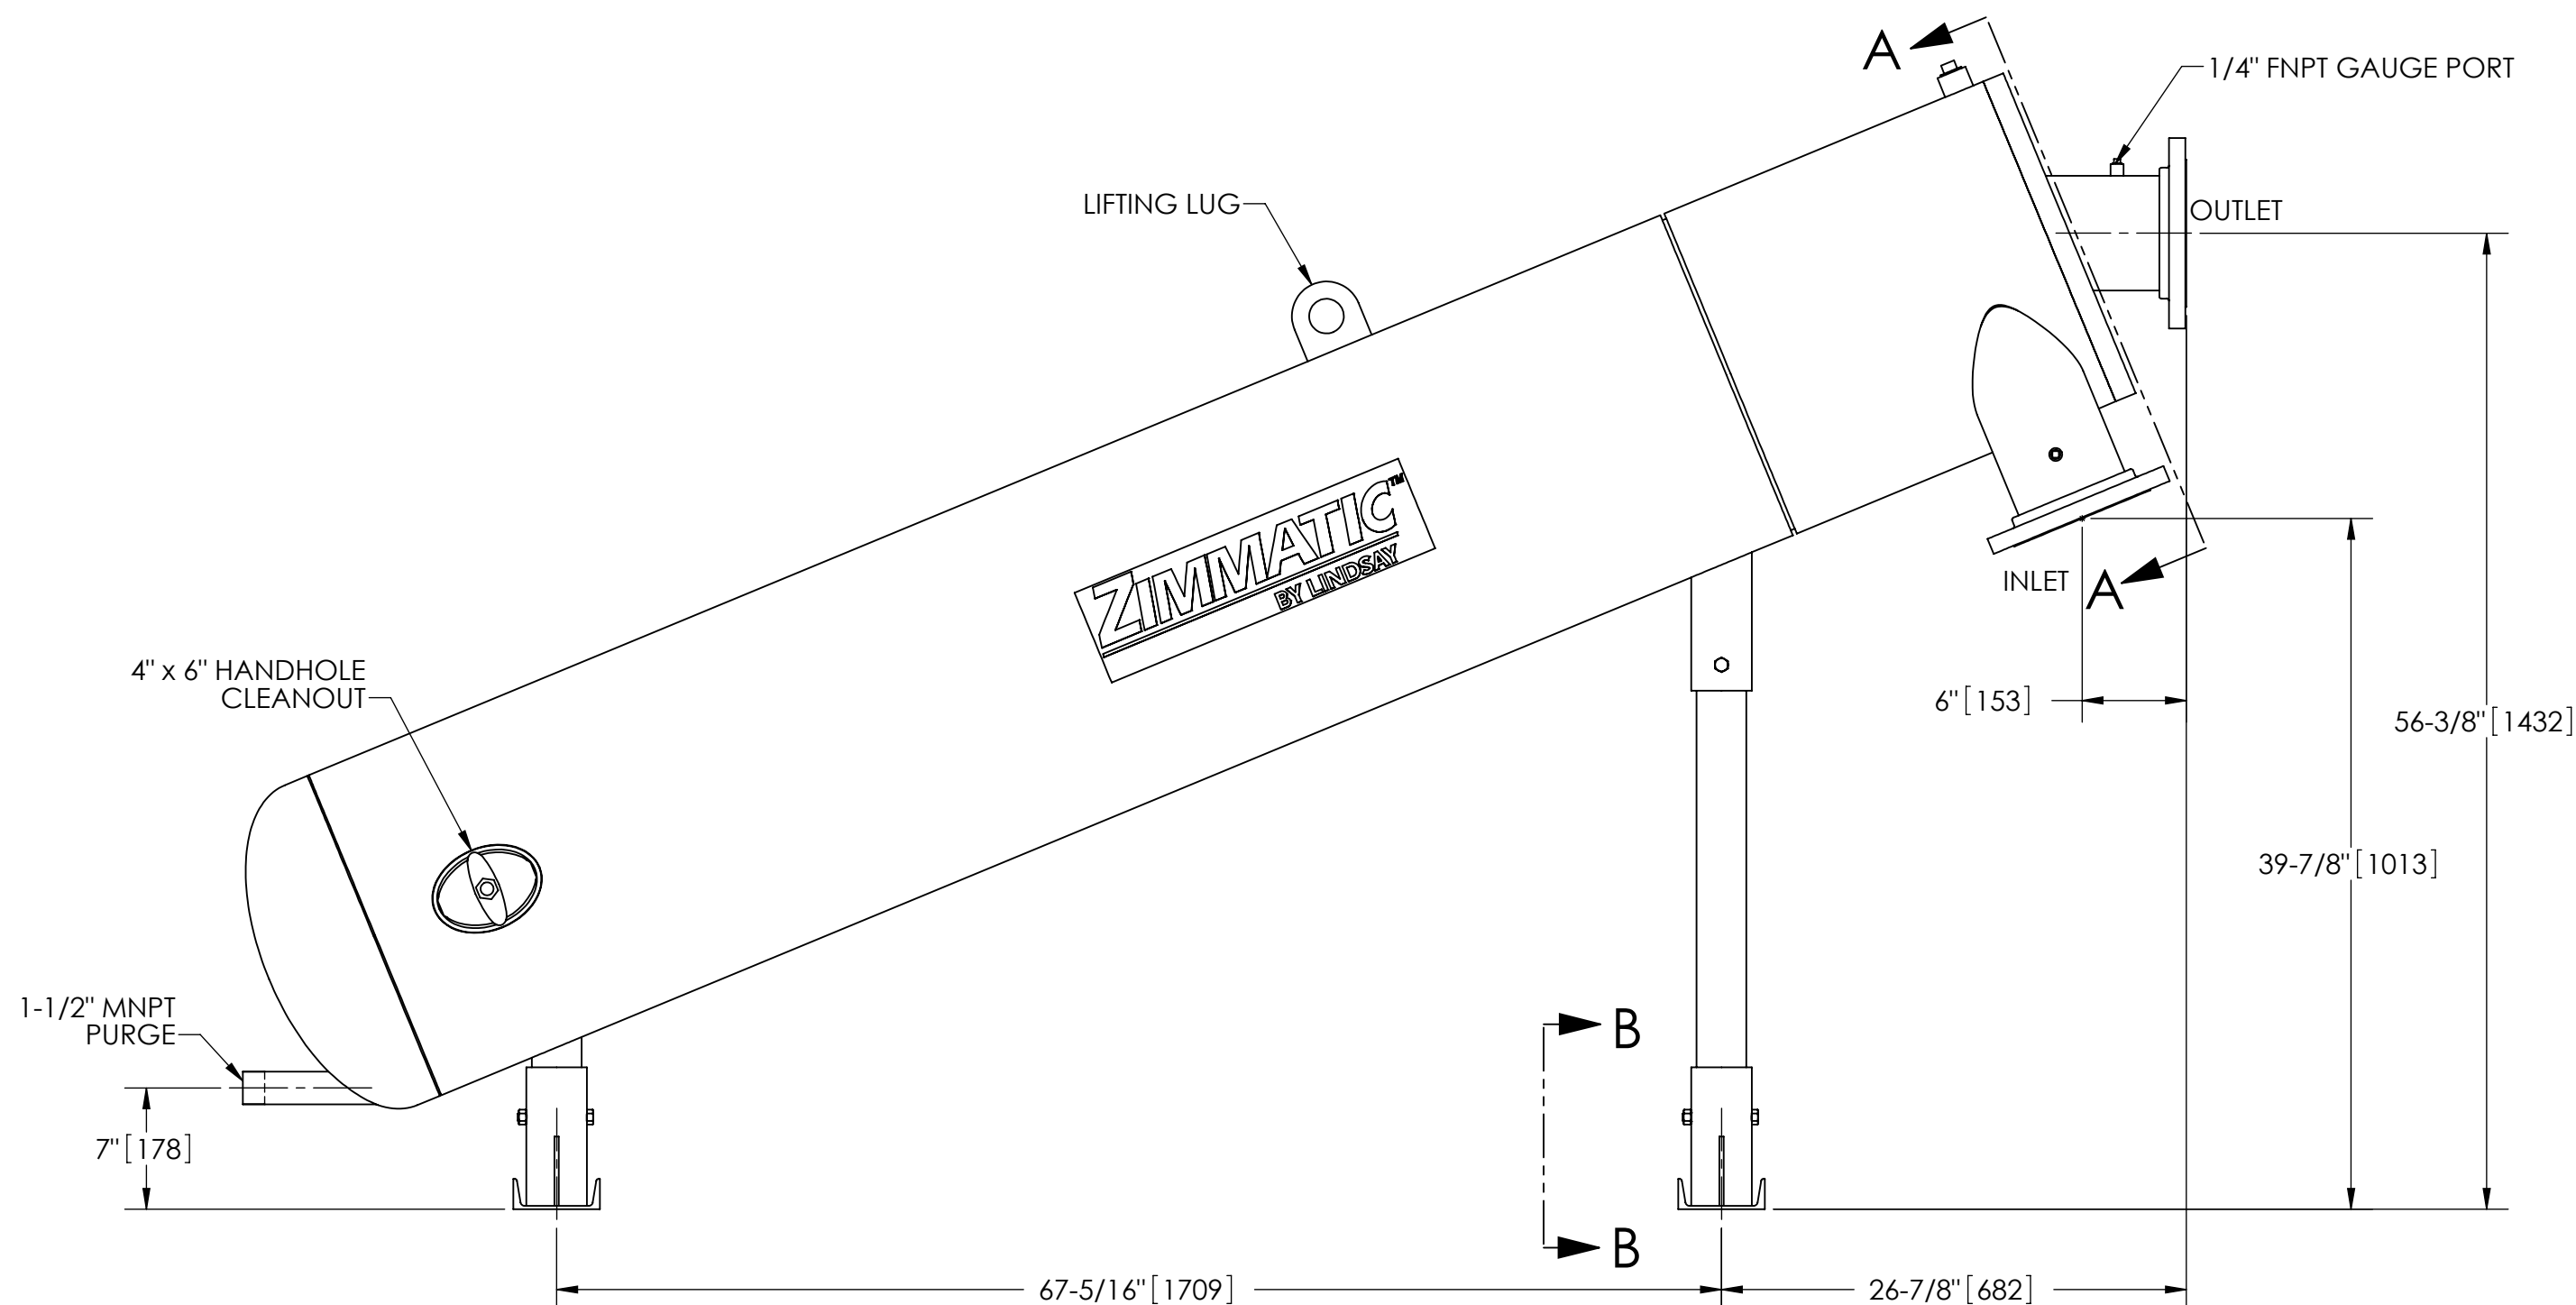 A
1/4" FNPT GAUGE PORT
LIFTING LUG
OUTLET
ZIMMATIC™
BY LINDSAY
INLET
A
4" x 6" HANDHOLE
CLEANOUT
6" [153]
56-3/8" [1432]
39-7/8" [1013]
1-1/2" MNPT
PURGE
B
7" [178]
B
67-5/16" [1709]
26-7/8" [682]